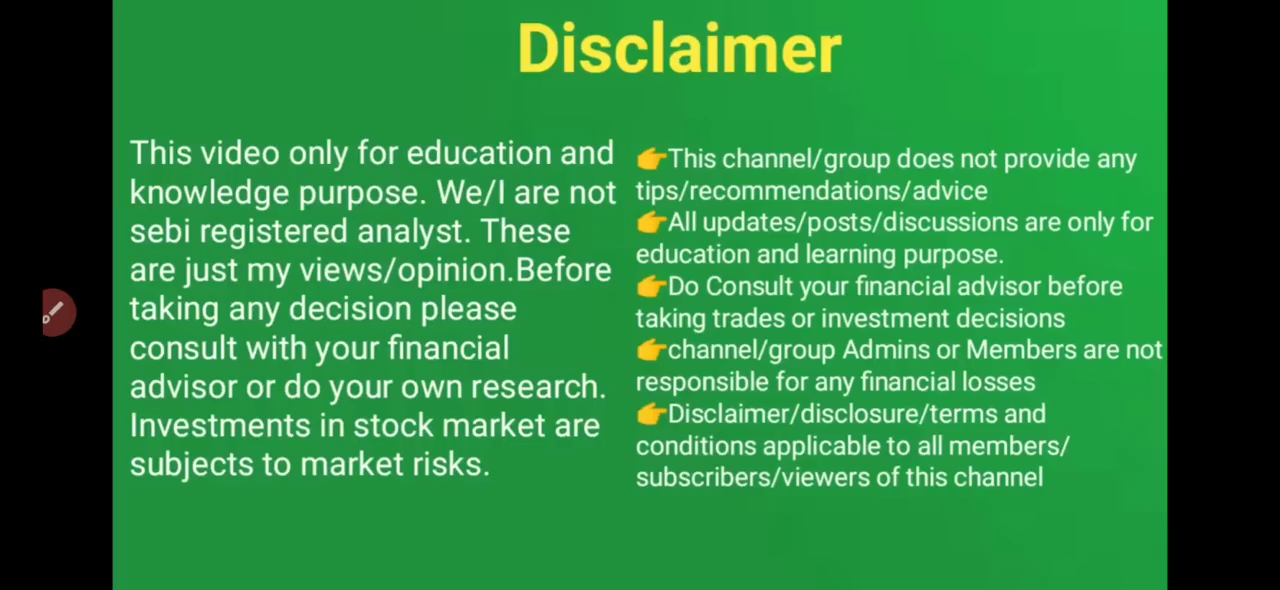 Disclaimer
This video only for education and
knowledge purpose. We/I are not
sebi registered analyst. These
are just my views/opinion.Before
taking any decision please
consult with your financial
advisor or do your own research.
Investments in stock market are
subjects to market risks.
👉This channel/group does not provide any
tips/recommendations/advice
👉All updates/posts/discussions are only for
education and learning purpose.
👉Do Consult your financial advisor before
taking trades or investment decisions
👉channel/group Admins or Members are not
responsible for any financial losses
👉Disclaimer/disclosure/terms and
conditions applicable to all members/
subscribers/viewers of this channel